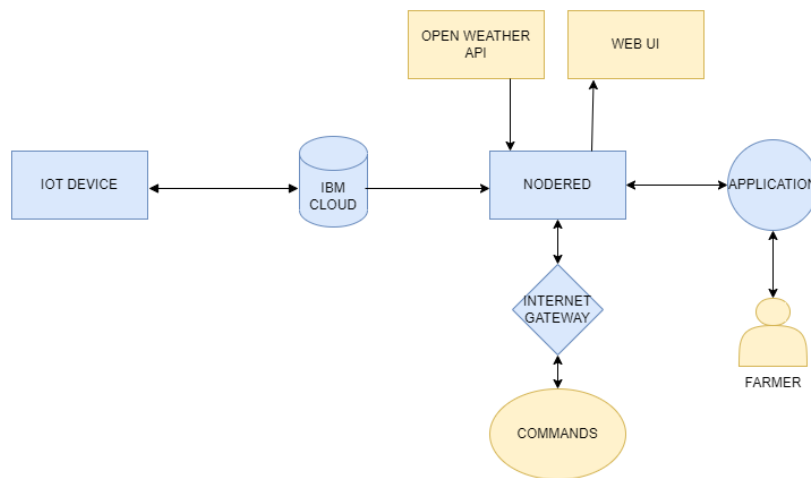 OPEN WEATHER
API
WEB UI
IOT DEVICE
IBM
CLOUD
NODERED
APPLICATION
INTERNET
GATEWAY
FARMER
COMMANDS